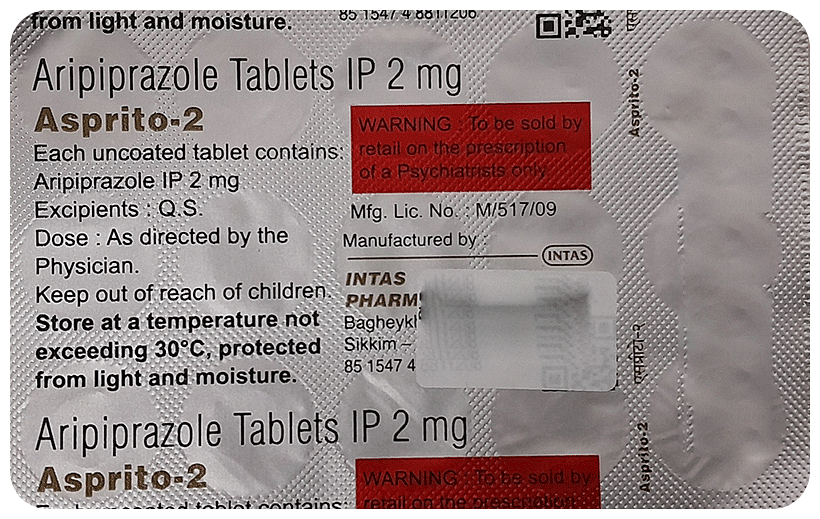 from light and moisture.
85 1547 4 8811206
Aripiprazole Tablets IP 2 mg
Asprito-2
Each uncoated tablet contains:
Aripiprazole IP 2 mg
Excipients : Q.S.
Dose : As directed by the
Physician.
Keep out of reach of children.
Store at a temperature not
exceeding 30°C, protected
from light and moisture.
WARNING : To be sold by
retail on the prescription
of a Psychiatrists only.
Mfg. Lic. No. : M/517/09
Manufactured by :
INTAS
INTAS
Sikkim –
85 1547 4
Asprito-2
Asprito-2
Aripiprazole Tablets IP 2 mg
Asprito-2
Each uncoated tablet contains:
WARNING : To be sold by
retail on the prescription